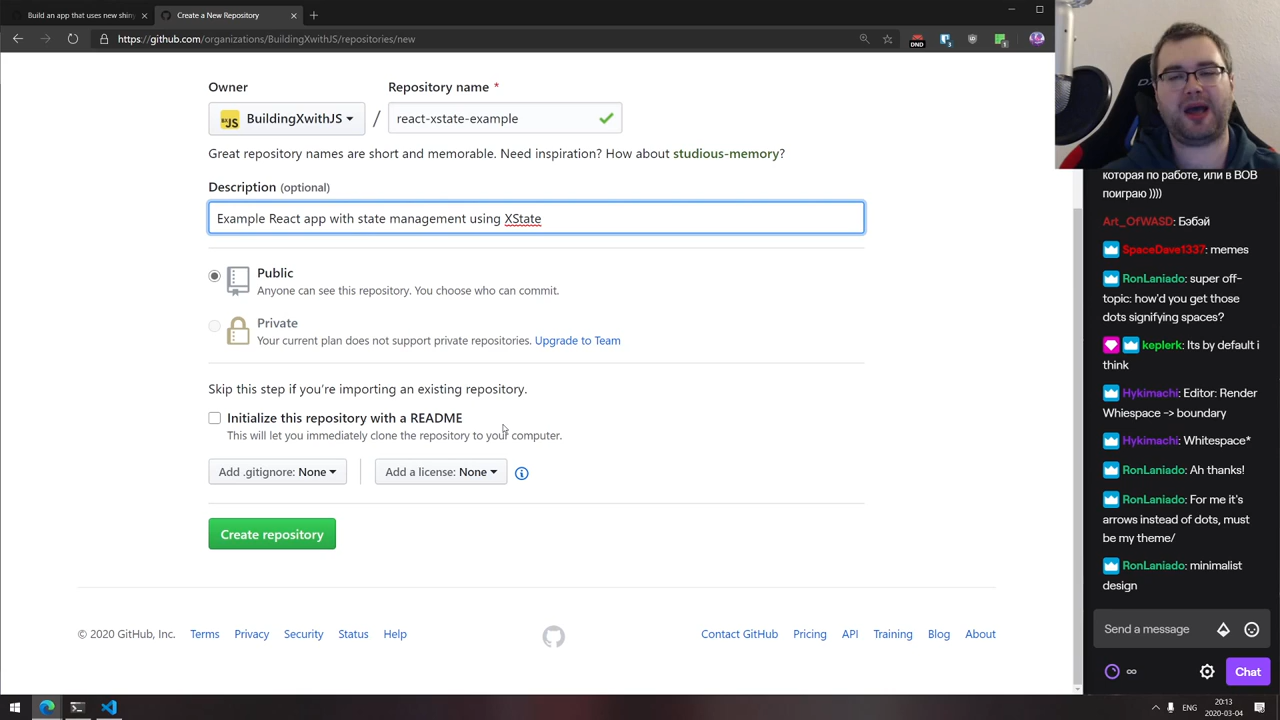 Build an app that uses new shiny
Create a New Repository
https://github.com/organizations/BuildingXwithJS/repositories/new
DND
3
1
Owner
Repository name *
JS
BuildingXwithJS
/
react-xstate-example
Great repository names are short and memorable. Need inspiration? How about studious-memory?
Description (optional)
Example React app with state management using XState
Public
Anyone can see this repository. You choose who can commit.
Private
Your current plan does not support private repositories. Upgrade to Team
Skip this step if you're importing an existing repository.
Initialize this repository with a README
This will let you immediately clone the repository to your computer.
Add .gitignore: None
Add a license: None
Create repository
© 2020 GitHub, Inc. Terms Privacy Security Status Help
Contact GitHub Pricing API Training Blog About
которая по работе, или в ВОВ
поиграю ))))
Art_OfWASD: Бэбэй
SpaceDave1337: memes
RonLaniado: super off-
topic: how'd you get those
dots signifying spaces?
keplerk: Its by default i
think
Hykimachi: Editor: Render
Whiespace -> boundary
Hykimachi: Whitespace*
RonLaniado: Ah thanks!
RonLaniado: For me it's
arrows instead of dots, must
be my theme/
RonLaniado: minimalist
design
Send a message
∞
Chat
ENG
20:13
2020-03-04